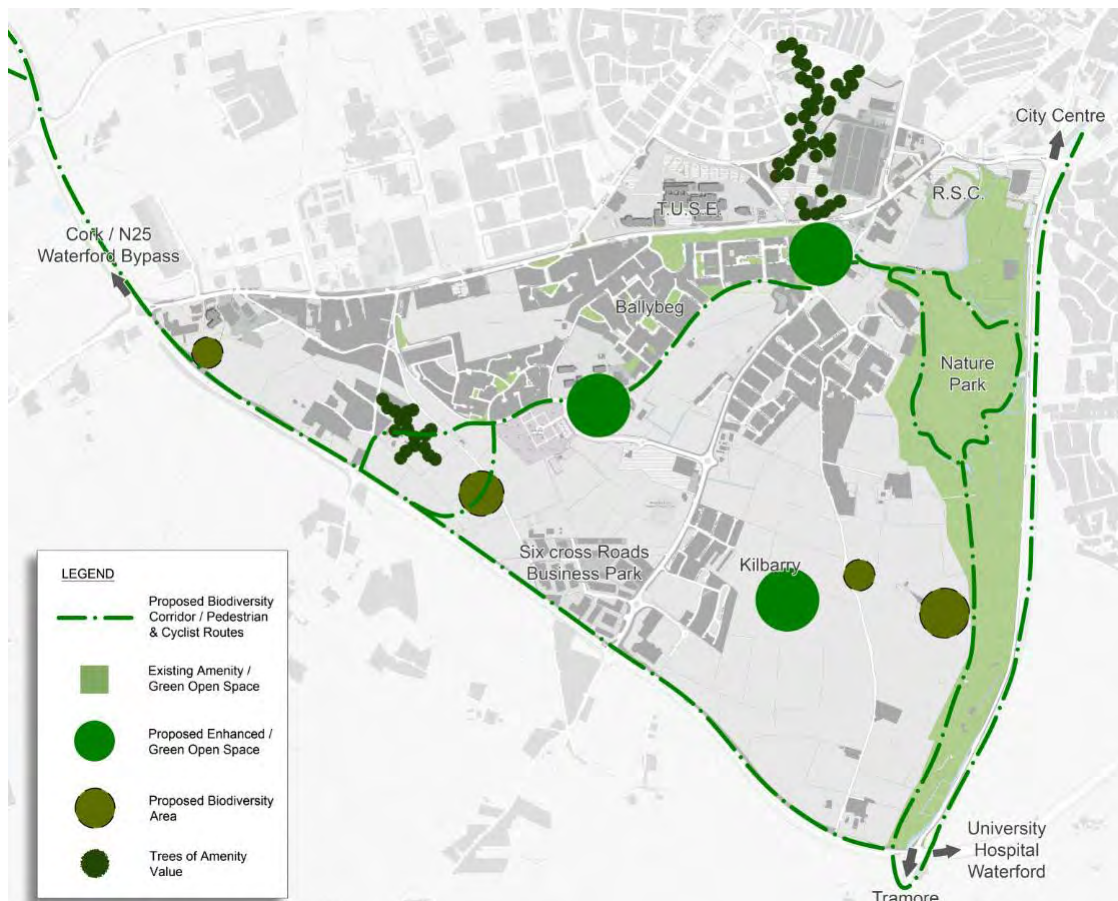 City Centre
R.S.C.
T.U.S.E.
Cork / N25
Waterford Bypass
Ballybeg
Nature
Park
Six cross Roads
Business Park
Kilbarry
LEGEND
Proposed Biodiversity
Corridor / Pedestrian
& Cyclist Routes
Existing Amenity /
Green Open Space
Proposed Enhanced /
Green Open Space
Proposed Biodiversity
Area
Trees of Amenity
Value
University
Hospital
Waterford
Tramore